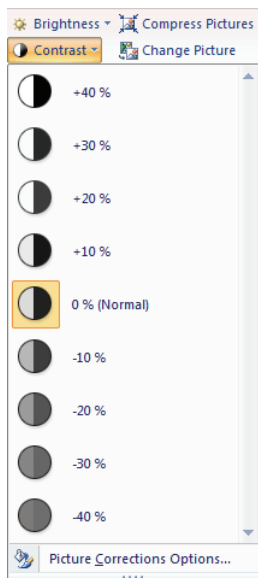 Brightness Compress Pictures
Contrast Change Picture
+40 %
+30 %
+20 %
+10 %
0 % (Normal)
-10 %
-20 %
-30 %
-40 %
Picture Corrections Options...